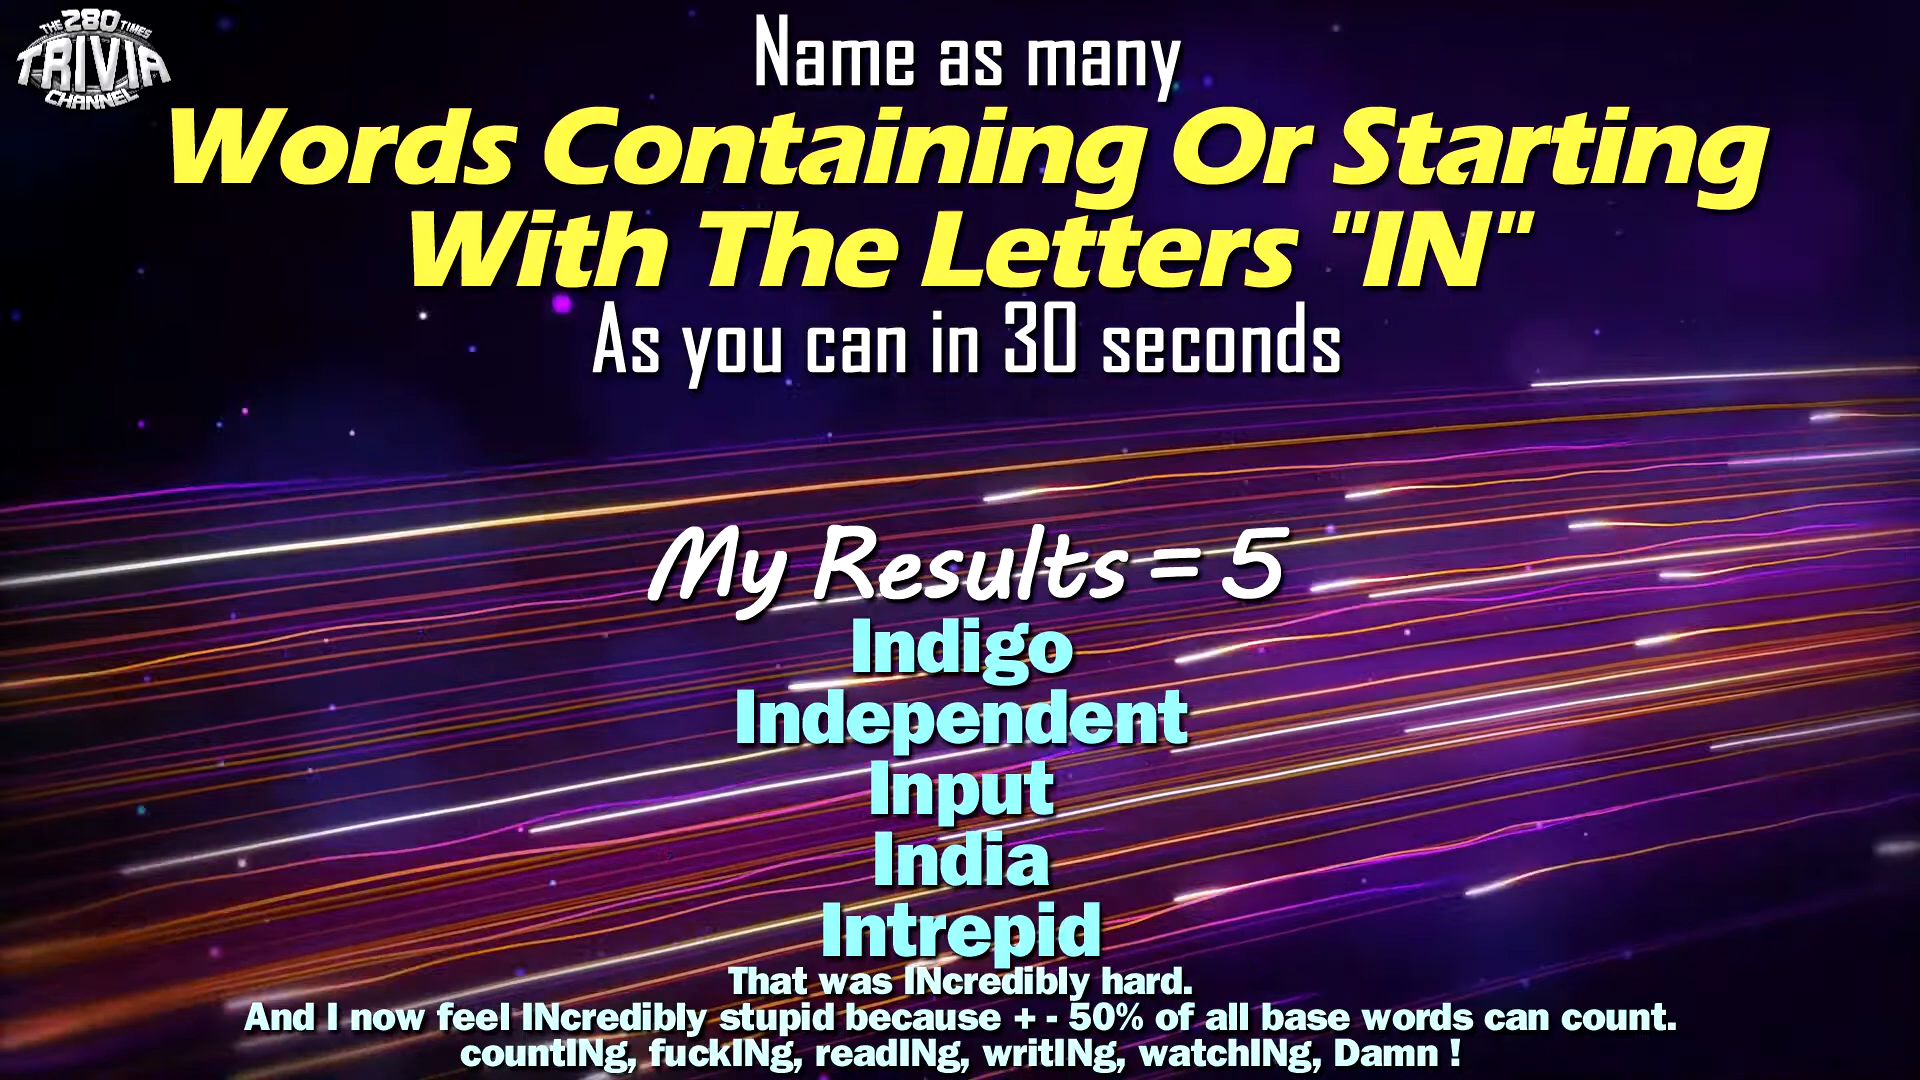 THE 280 TIMES
TRIVIA
CHANNEL
Name as many
Words Containing Or Starting
With The Letters "IN"
As you can in 30 seconds
My Results = 5
Indigo
Independent
Input
India
Intrepid
That was INcredibly hard.
And I now feel INcredibly stupid because + - 50% of all base words can count.
countINg, fuckINg, readINg, writINg, watchINg, Damn !